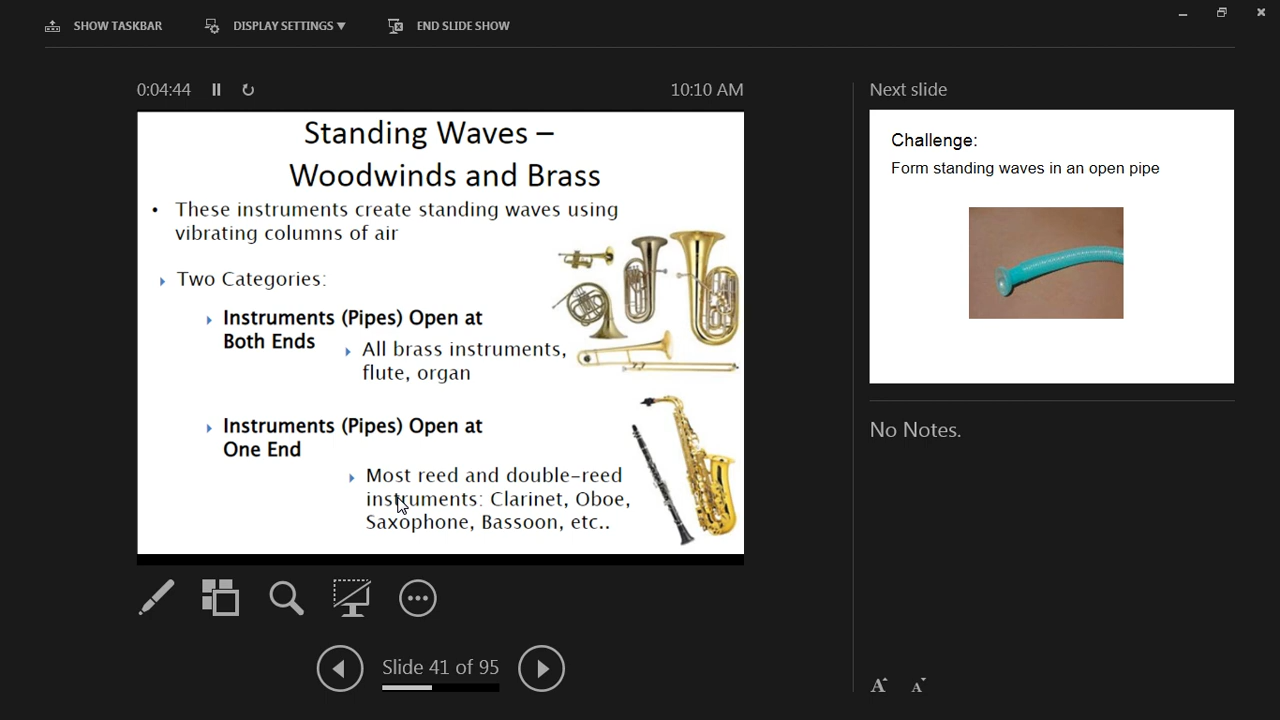 SHOW TASKBAR
DISPLAY SETTINGS
END SLIDE SHOW
0:04:44
10:10 AM
Standing Waves –
Woodwinds and Brass
• These instruments create standing waves using
vibrating columns of air
Two Categories:
Instruments (Pipes) Open at
Both Ends
All brass instruments,
flute, organ
Instruments (Pipes) Open at
One End
Most reed and double-reed
instruments: Clarinet, Oboe,
Saxophone, Bassoon, etc..
Slide 41 of 95
Next slide
Challenge:
Form standing waves in an open pipe
No Notes.
A A